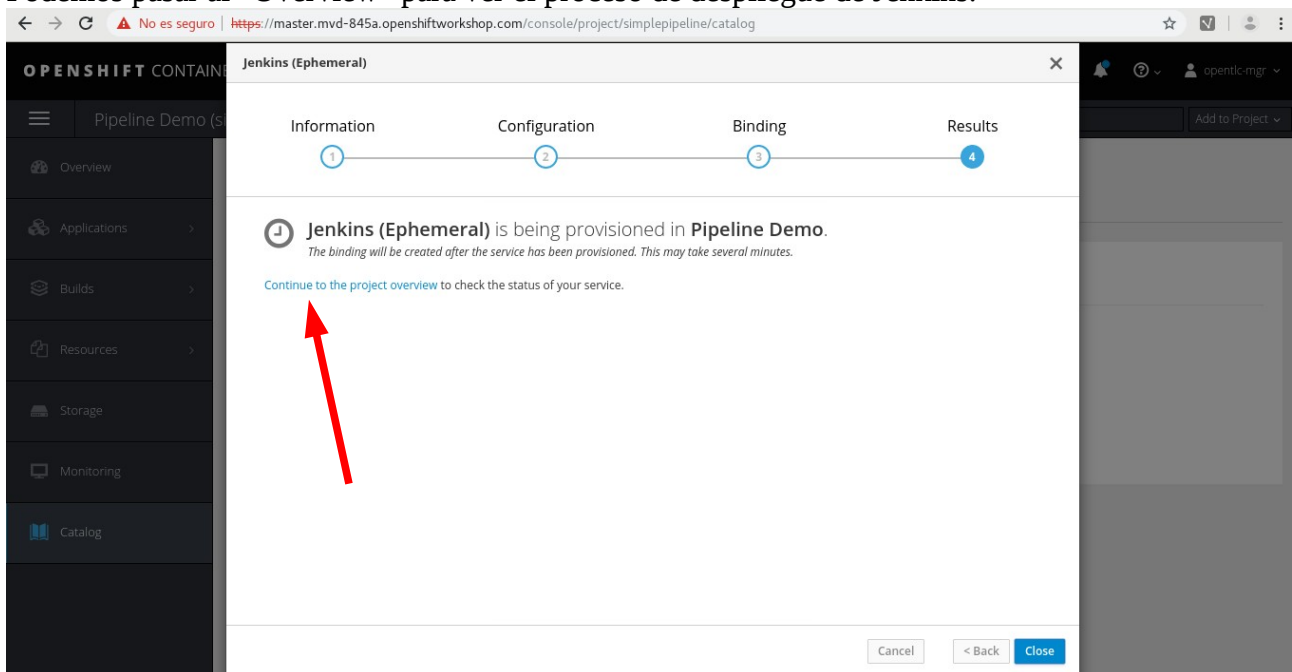 Podemos pasar al "Overview" para ver el proceso de despliegue de Jenkins.
No es seguro | https://master.mvd-845a.openshiftworkshop.com/console/project/simplepipeline/catalog
OPENSHIFT CONTAINE
Jenkins (Ephemeral)
opentlc-mgr
Pipeline Demo (si
Add to Project
Information Configuration Binding Results
1 2 3 4
Overview
Applications
Builds
Resources
Storage
Monitoring
Catalog
Jenkins (Ephemeral) is being provisioned in Pipeline Demo.
The binding will be created after the service has been provisioned. This may take several minutes.
Continue to the project overview to check the status of your service.
Cancel < Back Close